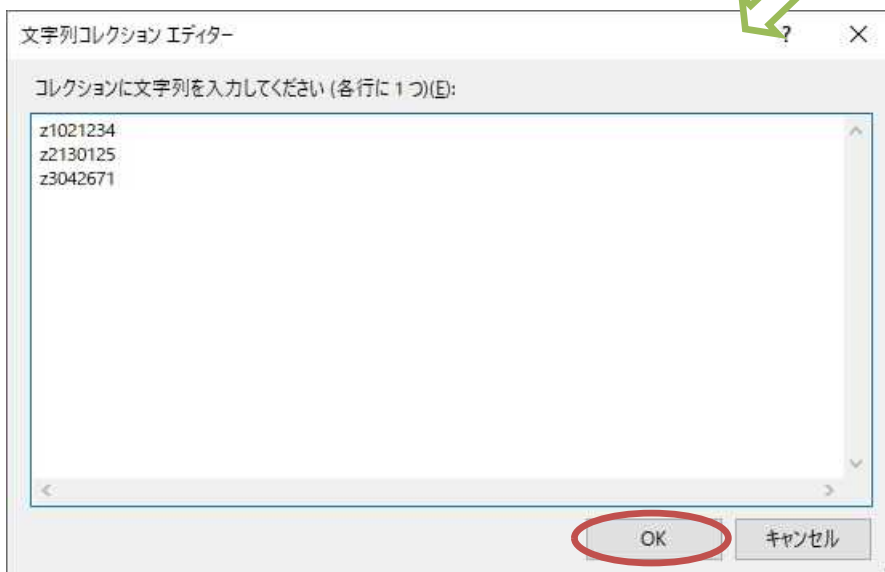 文字列コレクション エディター
?
コレクションに文字列を入力してください (各行に 1 つ)(E):
z1021234
z2130125
z3042671
OK
キャンセル